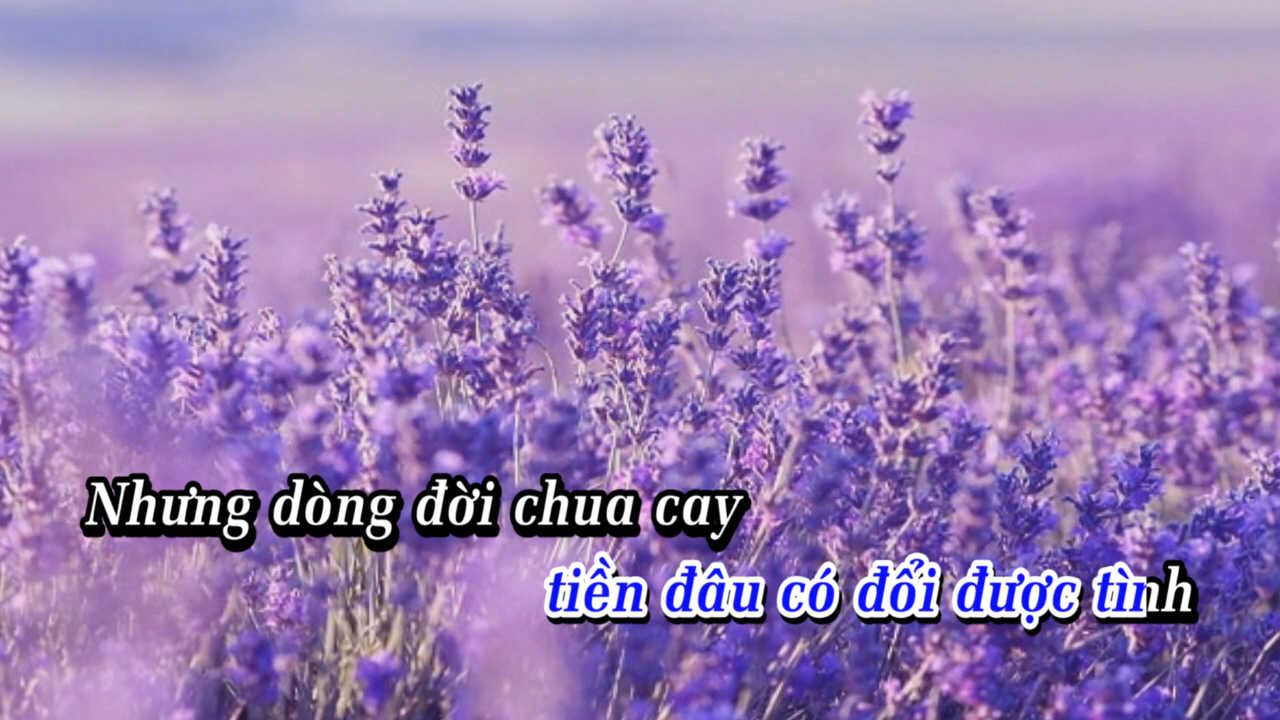 Nhưng dòng đời chua cay
tiền đâu có đổi được tình